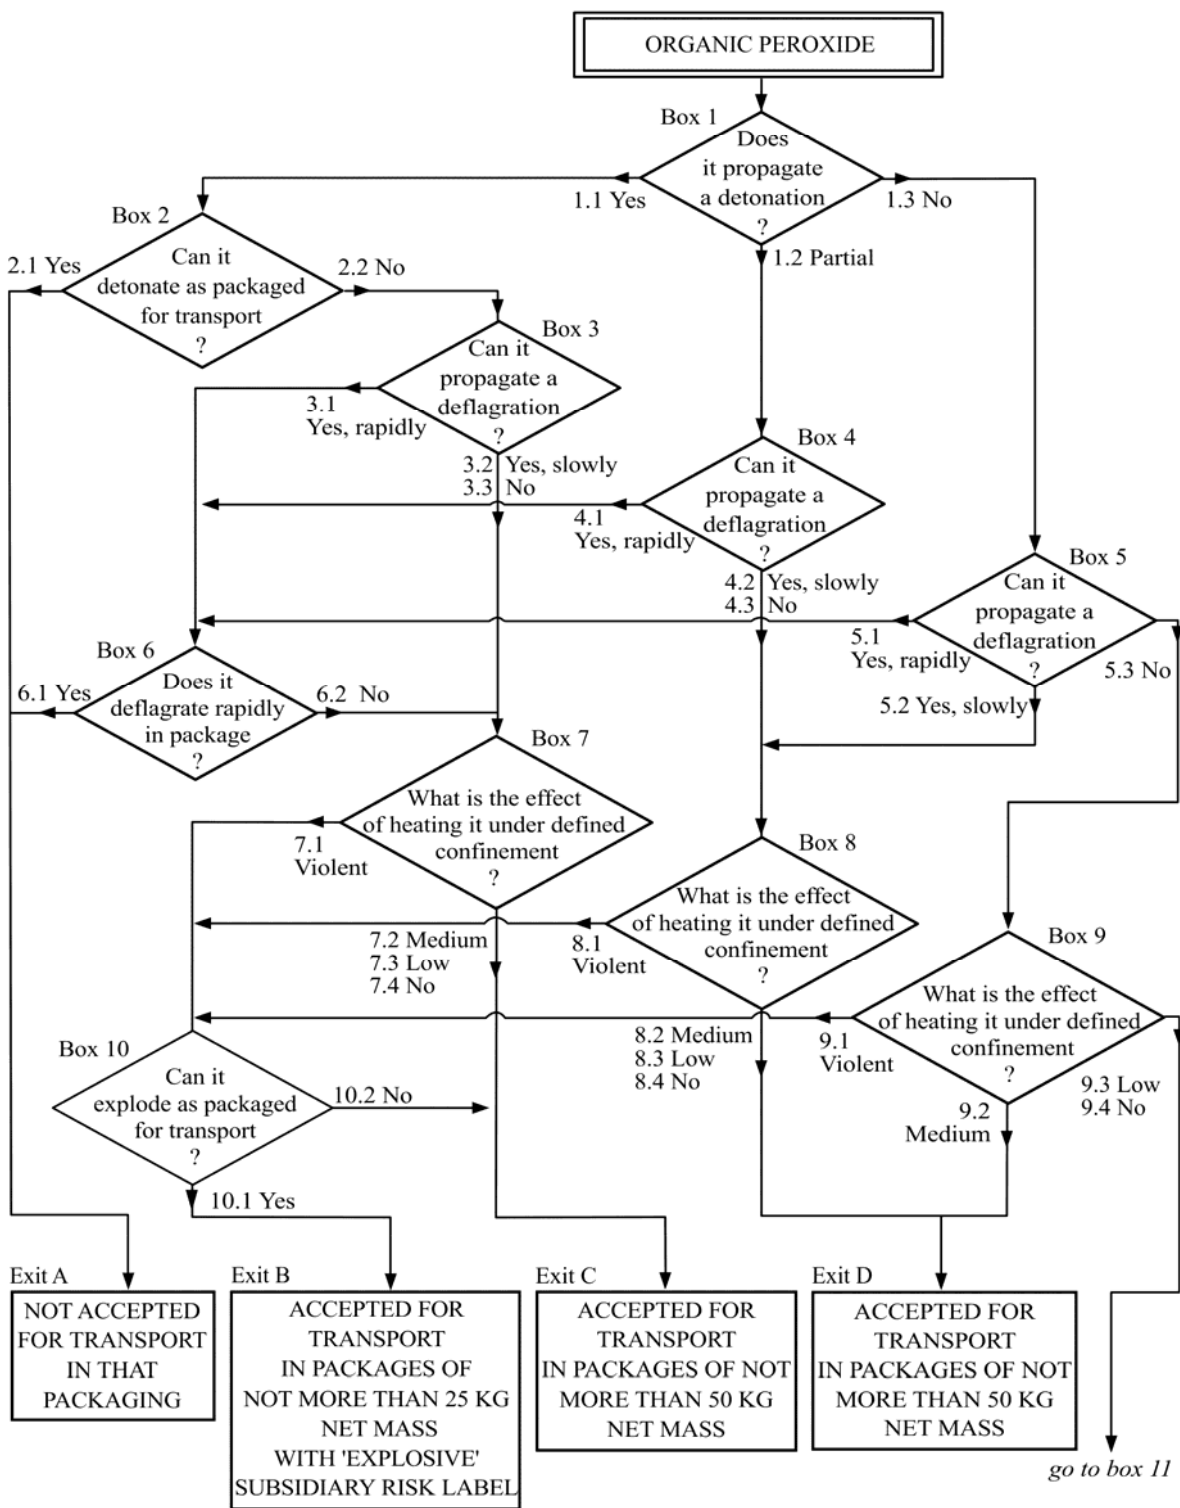 ORGANIC PEROXIDE
Box 1
Does
it propagate
a detonation
?
1.1 Yes
1.3 No
1.2 Partial
Box 2
Can it
detonate as packaged
for transport
?
2.1 Yes
2.2 No
Box 3
Can it
propagate a
deflagration
?
3.1
Yes, rapidly
3.2 Yes, slowly
3.3 No
Box 4
Can it
propagate a
deflagration
?
4.1
Yes, rapidly
4.2 Yes, slowly
4.3 No
Box 5
Can it
propagate a
deflagration
?
5.1
Yes, rapidly
5.3 No
5.2 Yes, slowly
Box 6
Does it
deflagrate rapidly
in package
?
6.1 Yes
6.2 No
Box 7
What is the effect
of heating it under defined
confinement
?
7.1
Violent
7.2 Medium
7.3 Low
7.4 No
Box 8
What is the effect
of heating it under defined
confinement
?
8.1
Violent
8.2 Medium
8.3 Low
8.4 No
Box 9
What is the effect
of heating it under defined
confinement
?
9.1
Violent
9.2
Medium
9.3 Low
9.4 No
Box 10
Can it
explode as packaged
for transport
?
10.2 No
10.1 Yes
Exit A
NOT ACCEPTED
FOR TRANSPORT
IN THAT
PACKAGING
Exit B
ACCEPTED FOR
TRANSPORT
IN PACKAGES OF
NOT MORE THAN 25 KG
NET MASS
WITH 'EXPLOSIVE'
SUBSIDIARY RISK LABEL
Exit C
ACCEPTED FOR
TRANSPORT
IN PACKAGES OF NOT
MORE THAN 50 KG
NET MASS
Exit D
ACCEPTED FOR
TRANSPORT
IN PACKAGES OF NOT
MORE THAN 50 KG
NET MASS
go to box 11